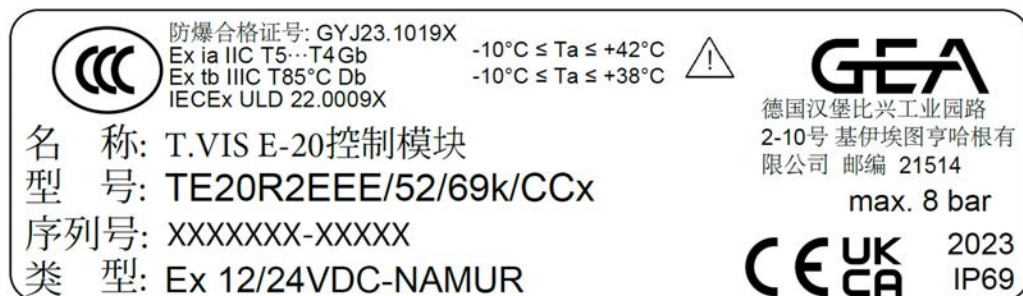 防爆合格证号: GYJ23.1019X
Ex ia IIC T5…T4 Gb -10°C ≤ Ta ≤ +42°C
Ex tb IIIC T85°C Db -10°C ≤ Ta ≤ +38°C
IECEx ULD 22.0009X
CCC
!
GEA
德国汉堡比兴工业园路
2-10号 基伊埃图亨哈根有
限公司 邮编 21514
名 称: T.VIS E-20控制模块
型 号: TE20R2EEE/52/69k/CCx
max. 8 bar
序列号: XXXXXXX-XXXXX
类 型: Ex 12/24VDC-NAMUR
CE UK
CA
2023
IP69